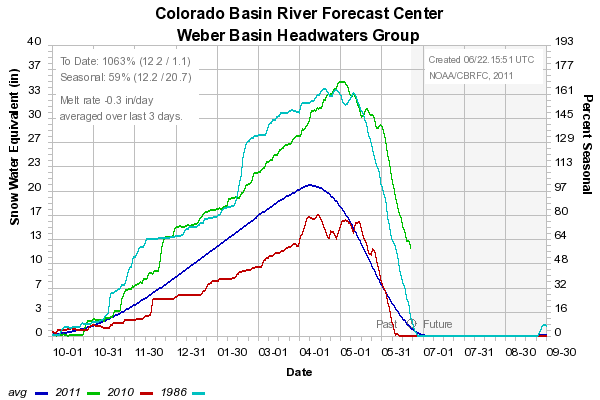 Colorado Basin River Forecast Center
Weber Basin Headwaters Group
To Date: 1063% (12.2 / 1.1)
Seasonal: 59% (12.2 / 20.7)
Melt rate -0.3 in/day
averaged over last 3 days.
Created 06/22.15:51 UTC
NOAA/CBRFC, 2011
Snow Water Equivalent (in)
40
37
33
30
27
23
20
17
13
10
7
3
0
Percent Seasonal
193
177
161
145
129
113
97
80
64
48
32
16
0
Past
Future
10-01 10-31 11-30 12-31 01-30 03-01 04-01 05-01 05-31 07-01 07-31 08-30 09-30
Date
avg 2011 2010 1986